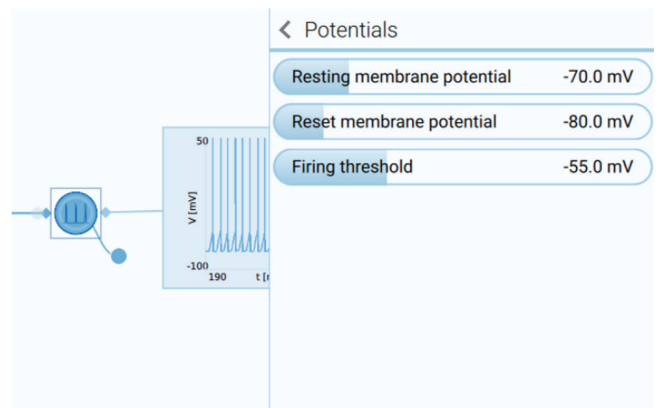 Potentials
Resting membrane potential -70.0 mV
Reset membrane potential -80.0 mV
Firing threshold -55.0 mV
50
V [mV]
-100
190